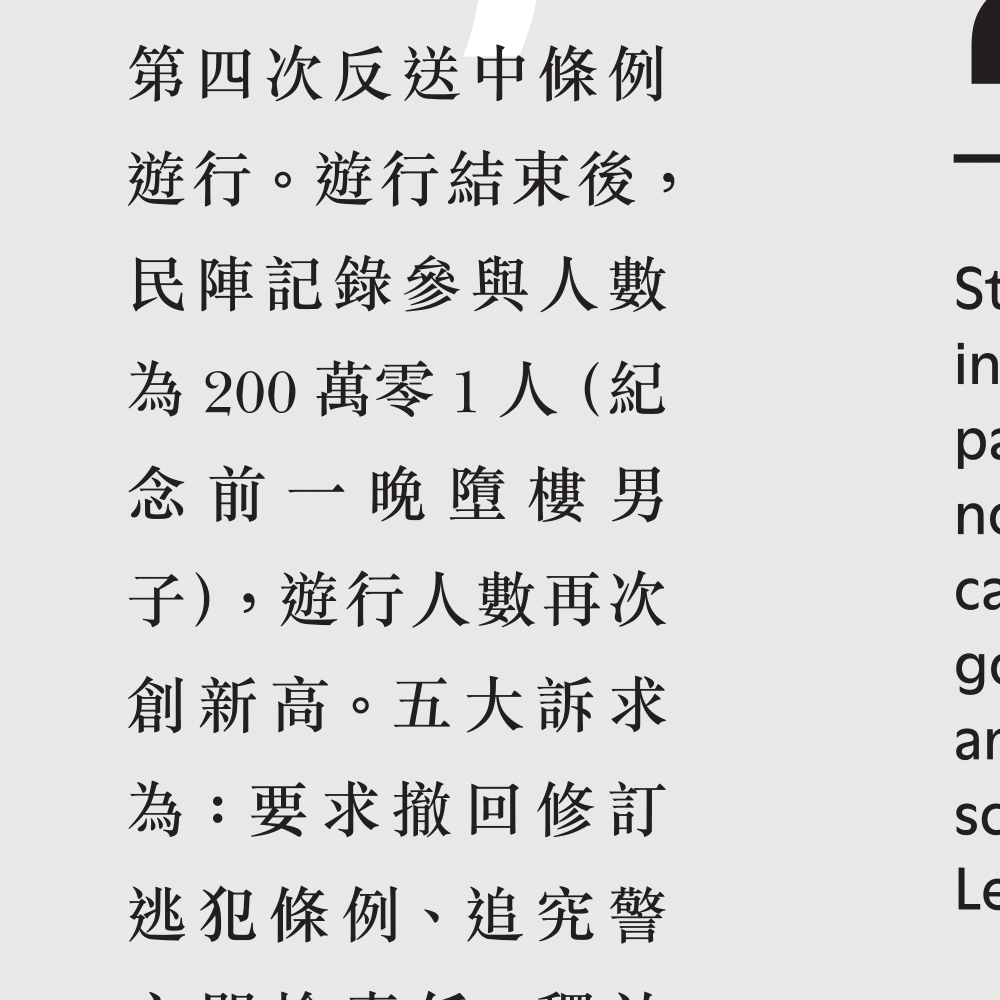 第四次反送中條例
遊行。遊行結束後，
民陣記錄參與人數
為 200 萬零 1 人 (紀
念前一晚墮樓男
子)，遊行人數再次
創新高。五大訴求
為：要求撤回修訂
逃犯條例、追究警
St
in
pa
no
ca
go
ar
sc
Le